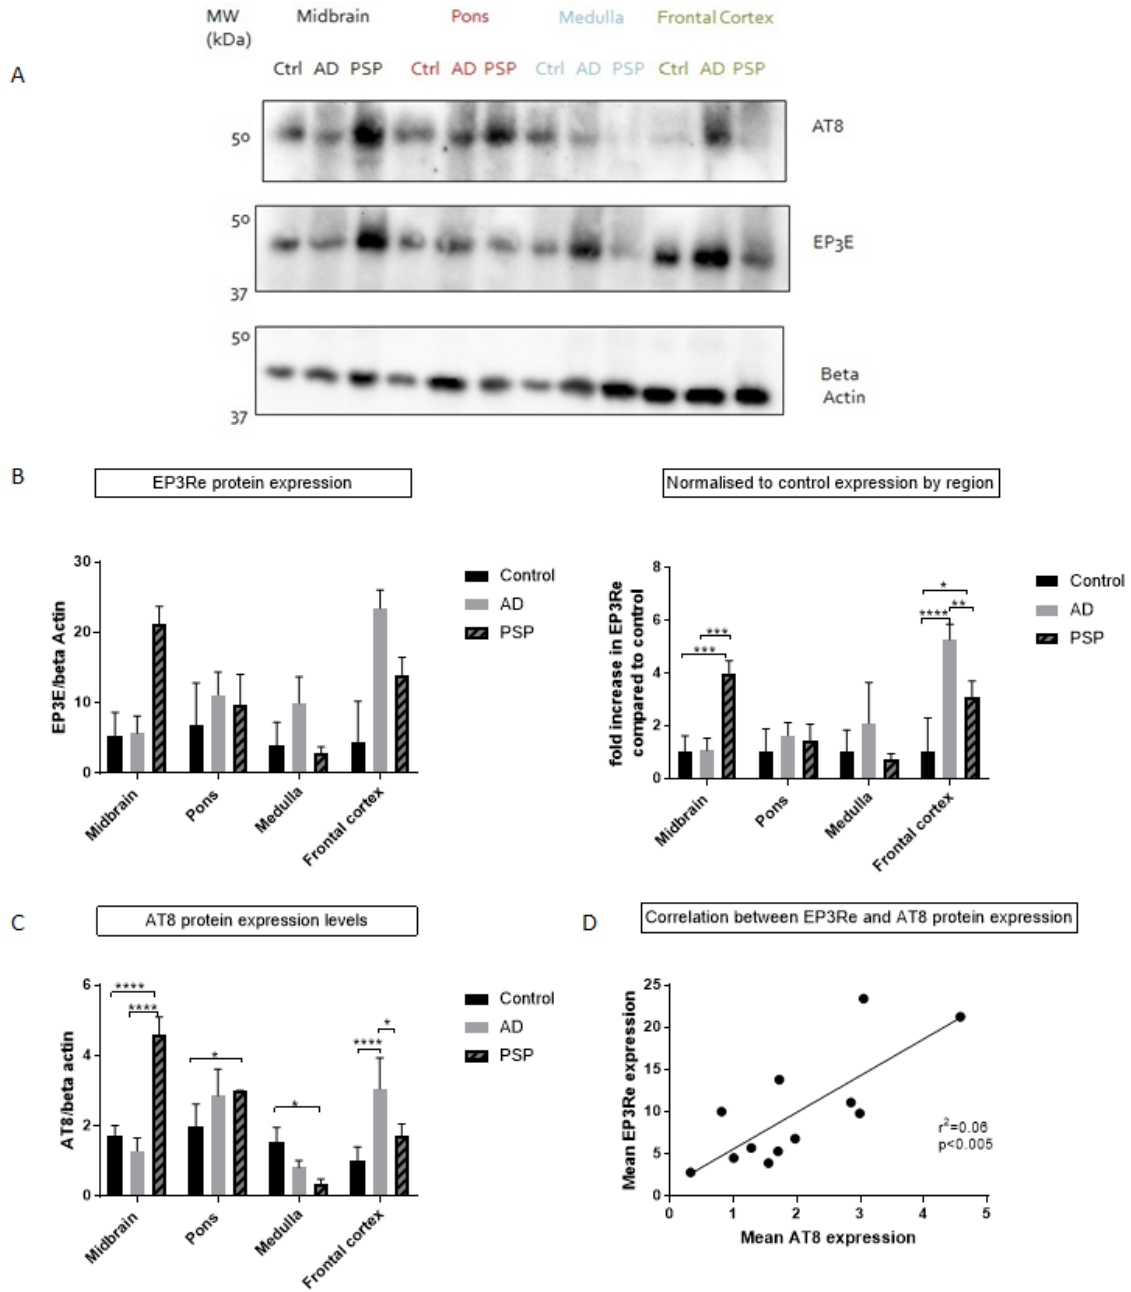 MW
(kDa)
Midbrain Pons Medulla Frontal Cortex
Ctrl AD PSP Ctrl AD PSP Ctrl AD PSP Ctrl AD PSP
A
50
AT8
50
EP3E
37
50
Beta
Actin
37
B
EP3Re protein expression
EP3E/beta Actin
30
20
10
0
Midbrain
Pons
Medulla
Frontal cortex
Control
AD
PSP
Normalised to control expression by region
fold increase in EP3Re
compared to control
8
6
4
2
0
***
***
*
**
****
Midbrain
Pons
Medulla
Frontal cortex
Control
AD
PSP
C
AT8 protein expression levels
AT8/beta actin
6
4
2
0
****
****
*
*
*
****
Midbrain
Pons
Medulla
Frontal cortex
Control
AD
PSP
D
Correlation between EP3Re and AT8 protein expression
Mean EP3Re expression
25
20
15
10
5
0
r²=0.06
p<0.005
0 1 2 3 4 5
Mean AT8 expression